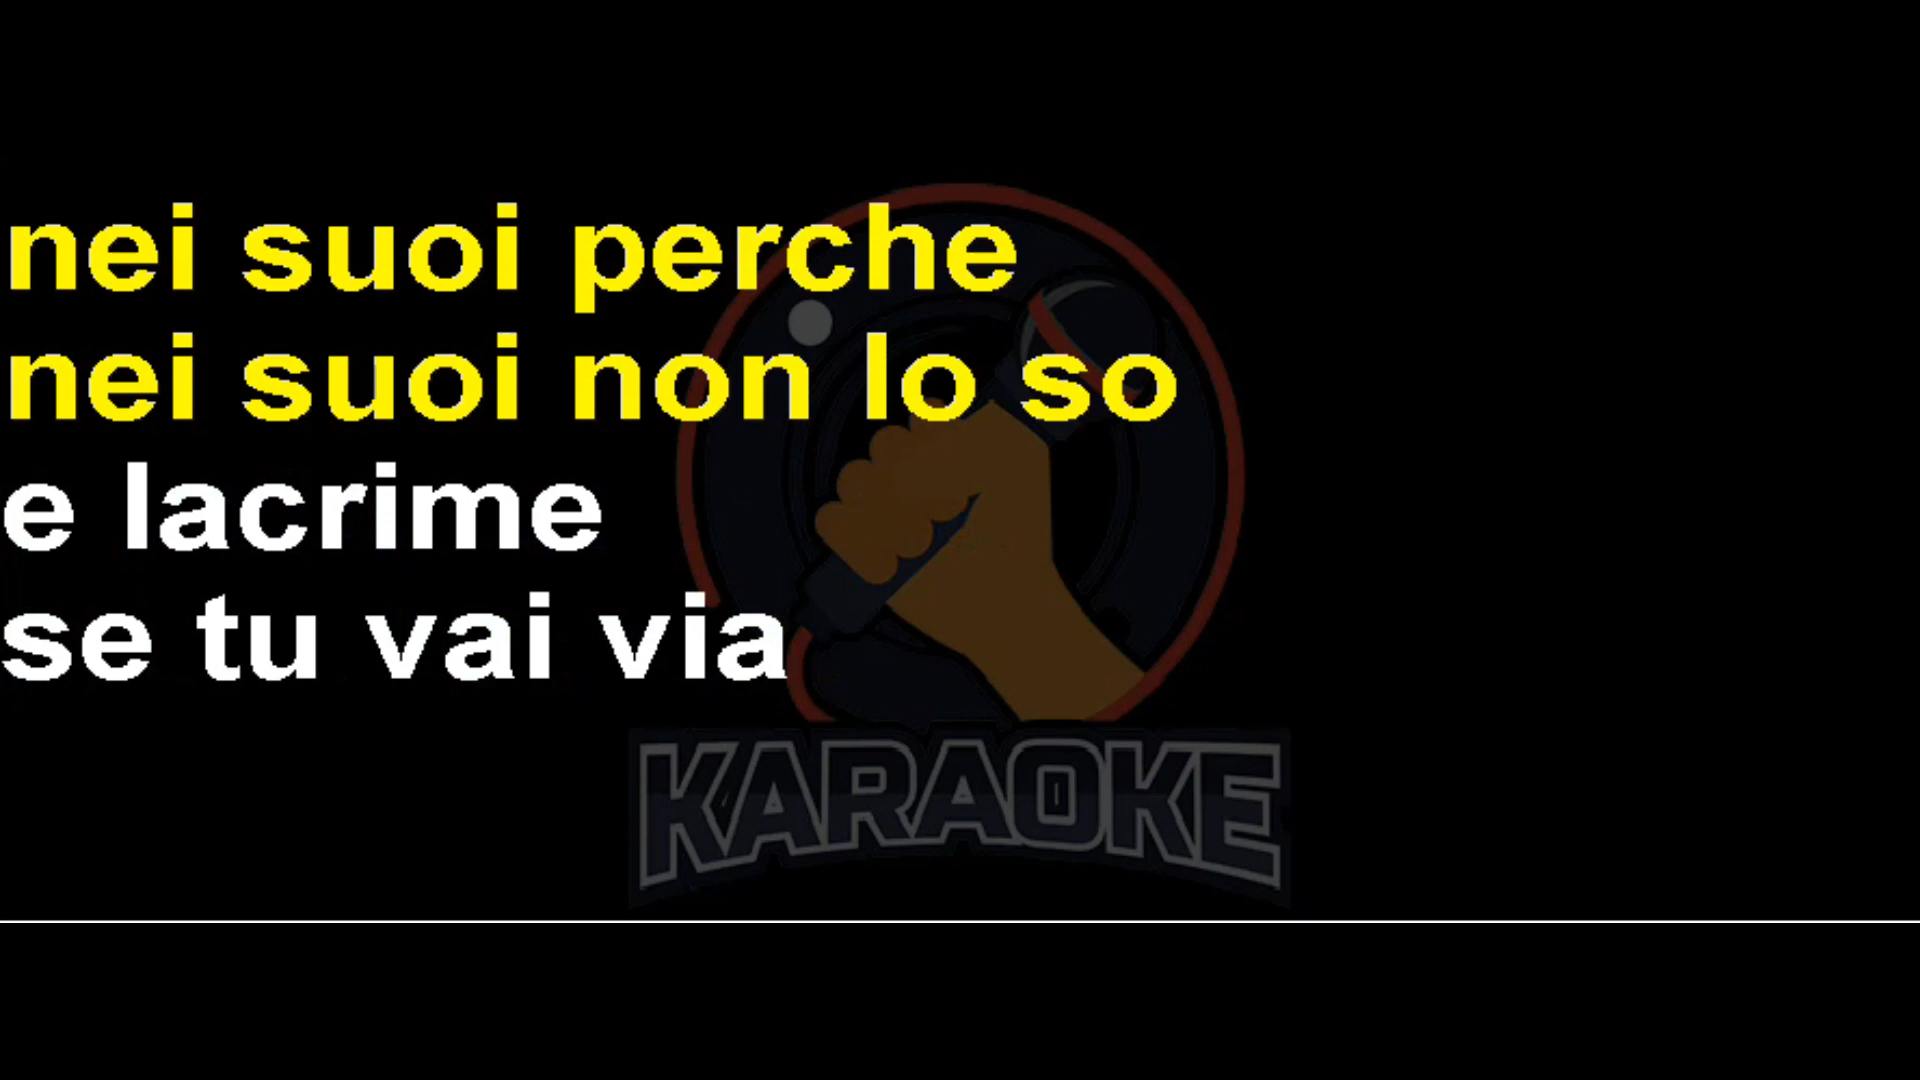 nei suoi perche
nei suoi non lo so
e lacrime
se tu vai via
KARAOKE